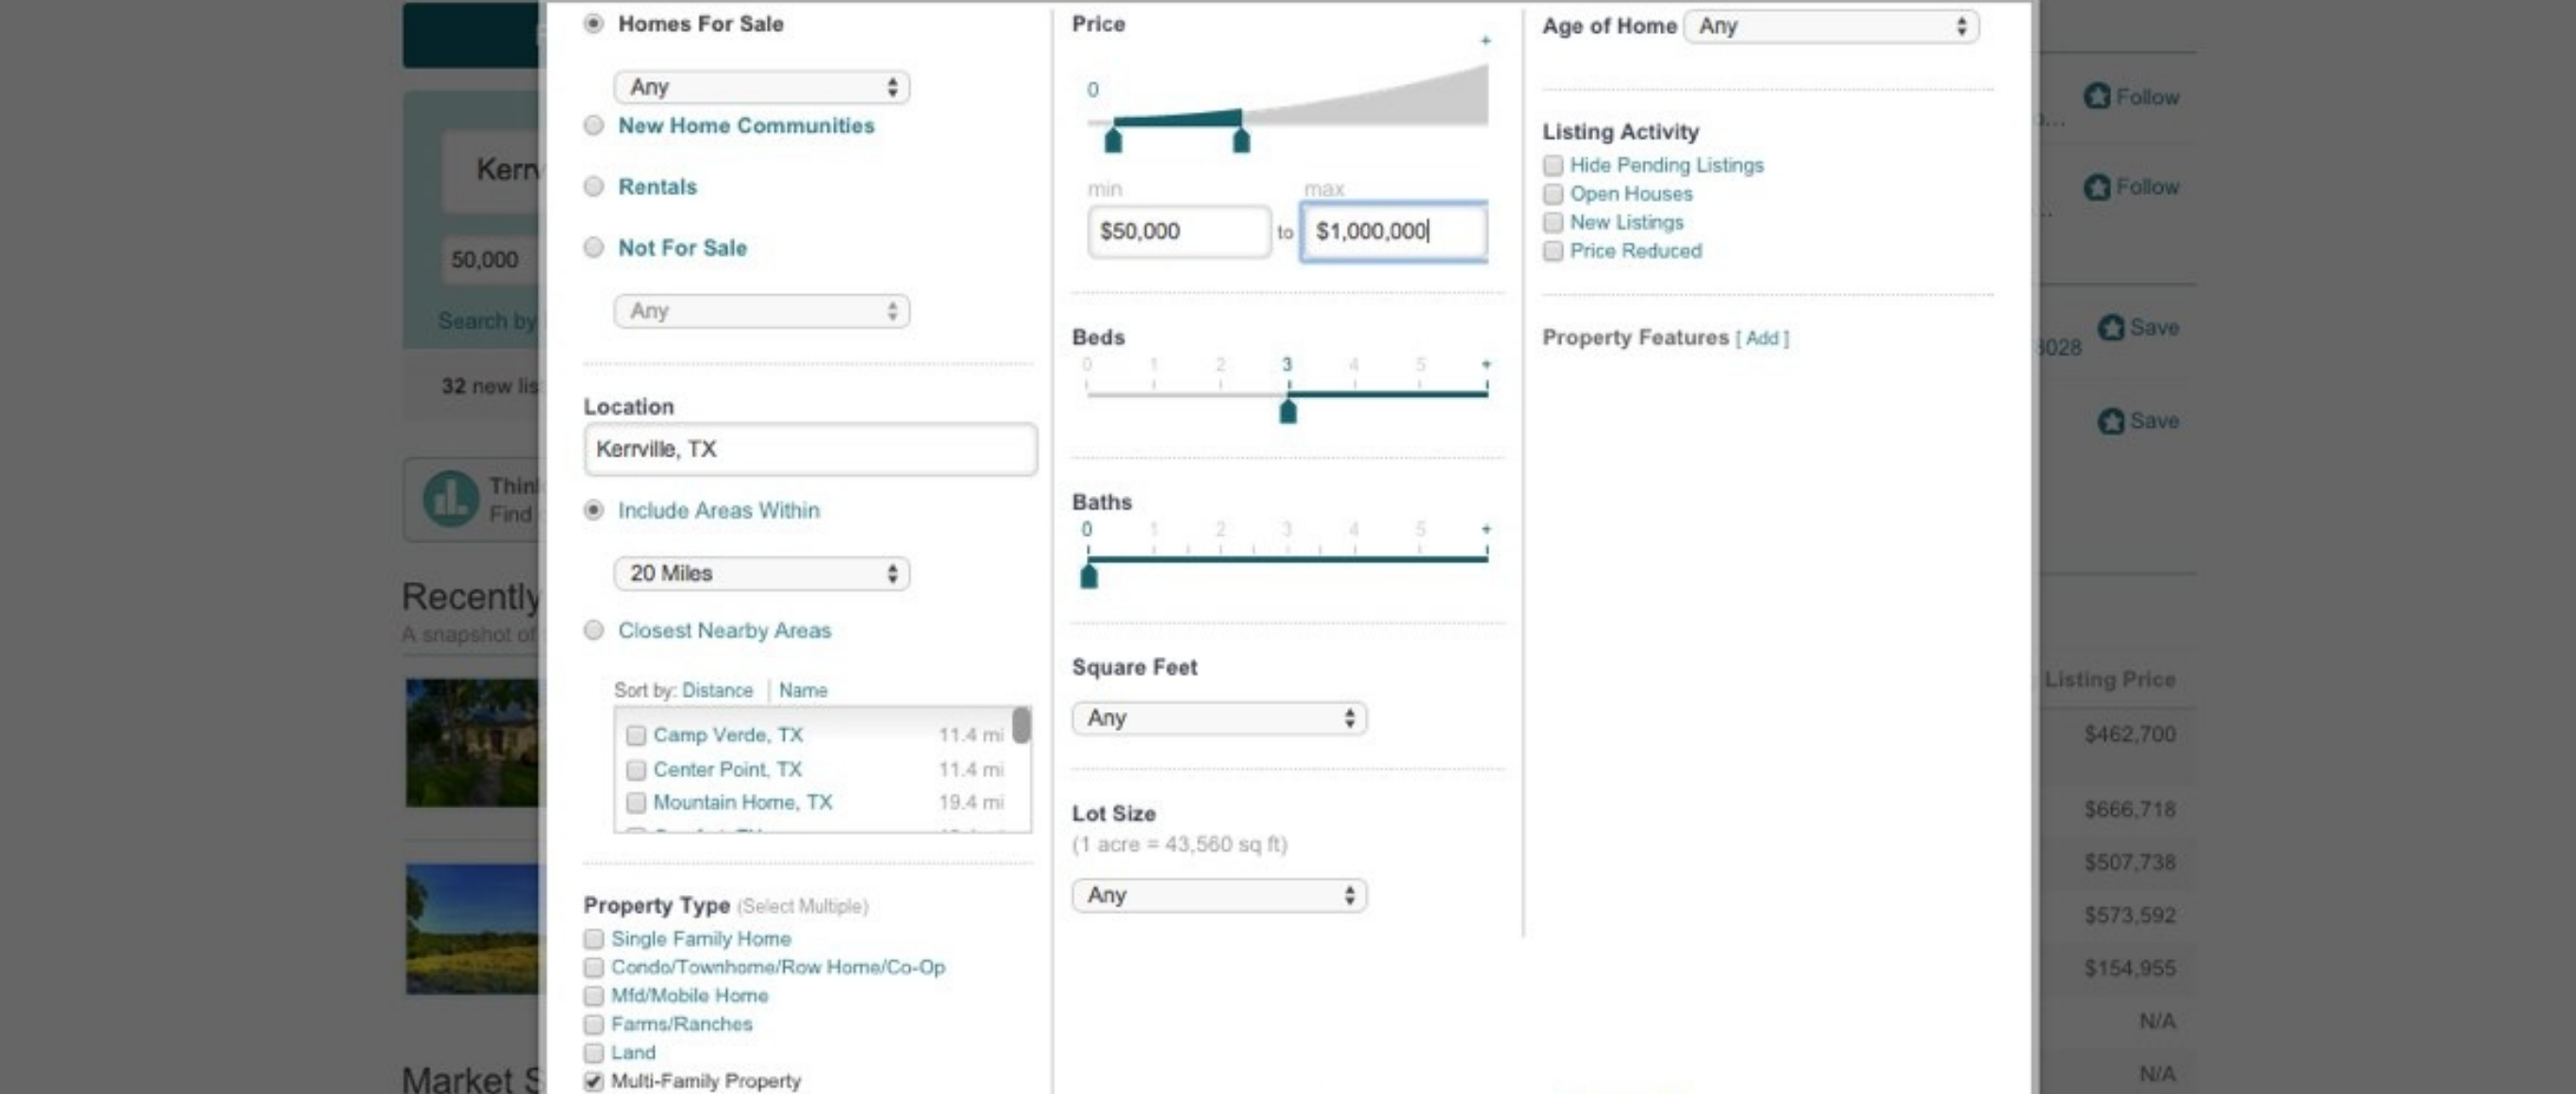 Homes For Sale
Any
New Home Communities
Rentals
Not For Sale
Any
Location
Kerrville, TX
Include Areas Within
20 Miles
Closest Nearby Areas
Sort by: Distance | Name
Camp Verde, TX 11.4 mi
Center Point, TX 11.4 mi
Mountain Home, TX 19.4 mi
Property Type (Select Multiple)
Single Family Home
Condo/Townhome/Row Home/Co-Op
Mfd/Mobile Home
Farms/Ranches
Land
Multi-Family Property
Price
+
0
min max
$50,000 to $1,000,000
Beds
0 1 2 3 4 5 +
Baths
0 1 2 3 4 5 +
Square Feet
Any
Lot Size
(1 acre = 43,560 sq ft)
Any
Age of Home Any
Listing Activity
Hide Pending Listings
Open Houses
New Listings
Price Reduced
Property Features [ Add ]
Kerrv
50,000
Search by
32 new lis
Think
Find
Recently
A snapshot of
Market S
Follow
Follow
Save
8028
Save
Listing Price
$462,700
$666,718
$507,738
$573,592
$154,955
N/A
N/A